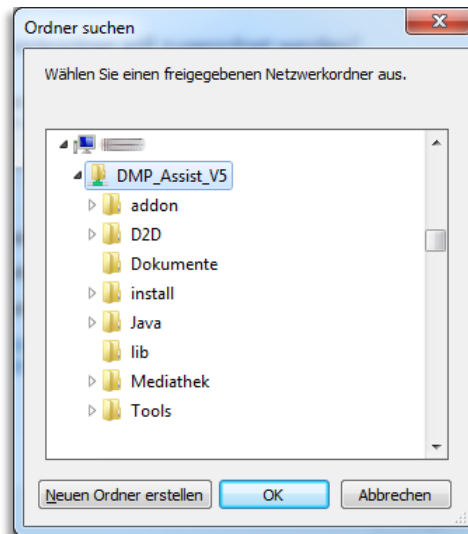 Ordner suchen
Wählen Sie einen freigegebenen Netzwerkordner aus.
DMP_Assist_V5
addon
D2D
Dokumente
install
Java
lib
Mediathek
Tools
Neuen Ordner erstellen OK Abbrechen